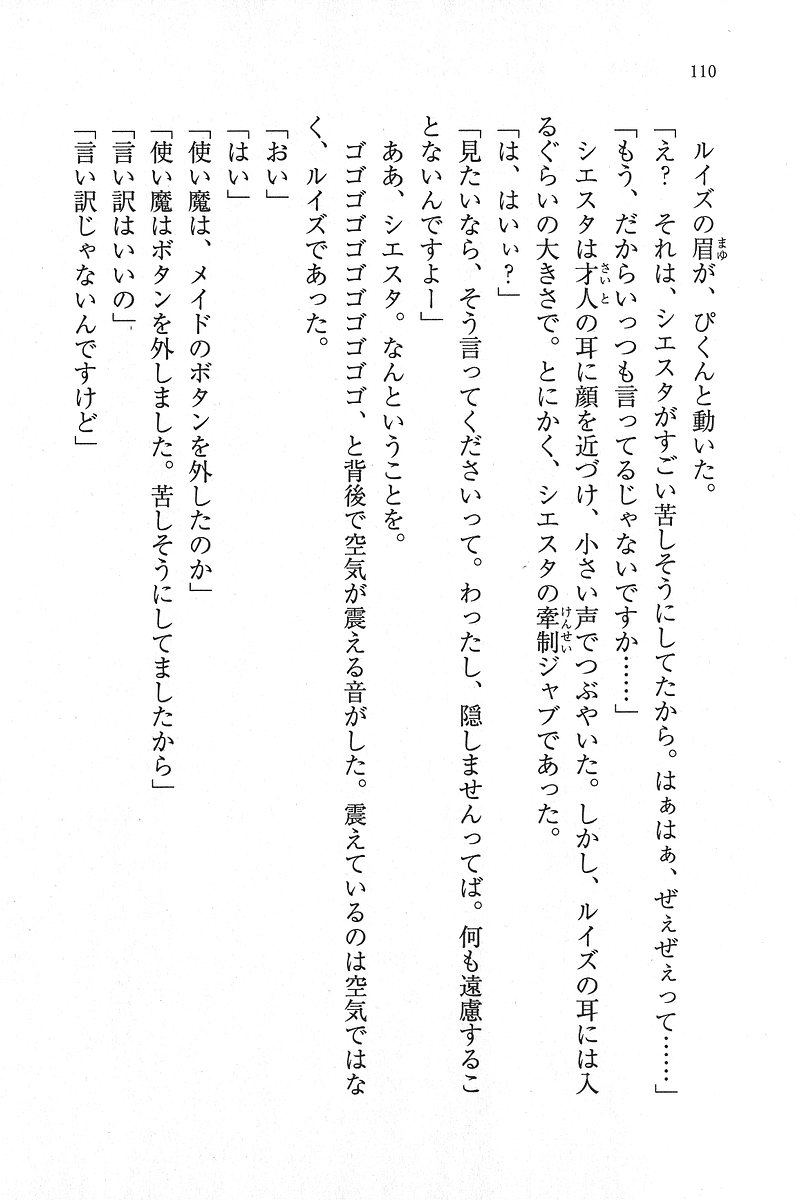 110
ルイズの眉が、ぴくんと動いた。
「え?　それは、シエスタがすごい苦しそうにしてたから。はぁはぁ、ぜぇぜぇって……」
「もう、だからいっつも言ってるじゃないですか……」
シエスタは才人の耳に顔を近づけ、小さい声でつぶやいた。しかし、ルイズの耳には入
るぐらいの大きさで。とにかく、シエスタの牽制ジャブであった。
「は、はいぃ?」
「見たいなら、そう言ってくださいって。わったし、隠しませんってば。何も遠慮するこ
とないんですよー」
ああ、シエスタ。なんということを。
ゴゴゴゴゴゴゴゴゴゴ、と背後で空気が震える音がした。震えているのは空気ではな
く、ルイズであった。
「おい」
「はい」
「使い魔は、メイドのボタンを外したのか」
「使い魔はボタンを外しました。苦しそうにしてましたから」
「言い訳はいいの」
「言い訳じゃないんですけど」